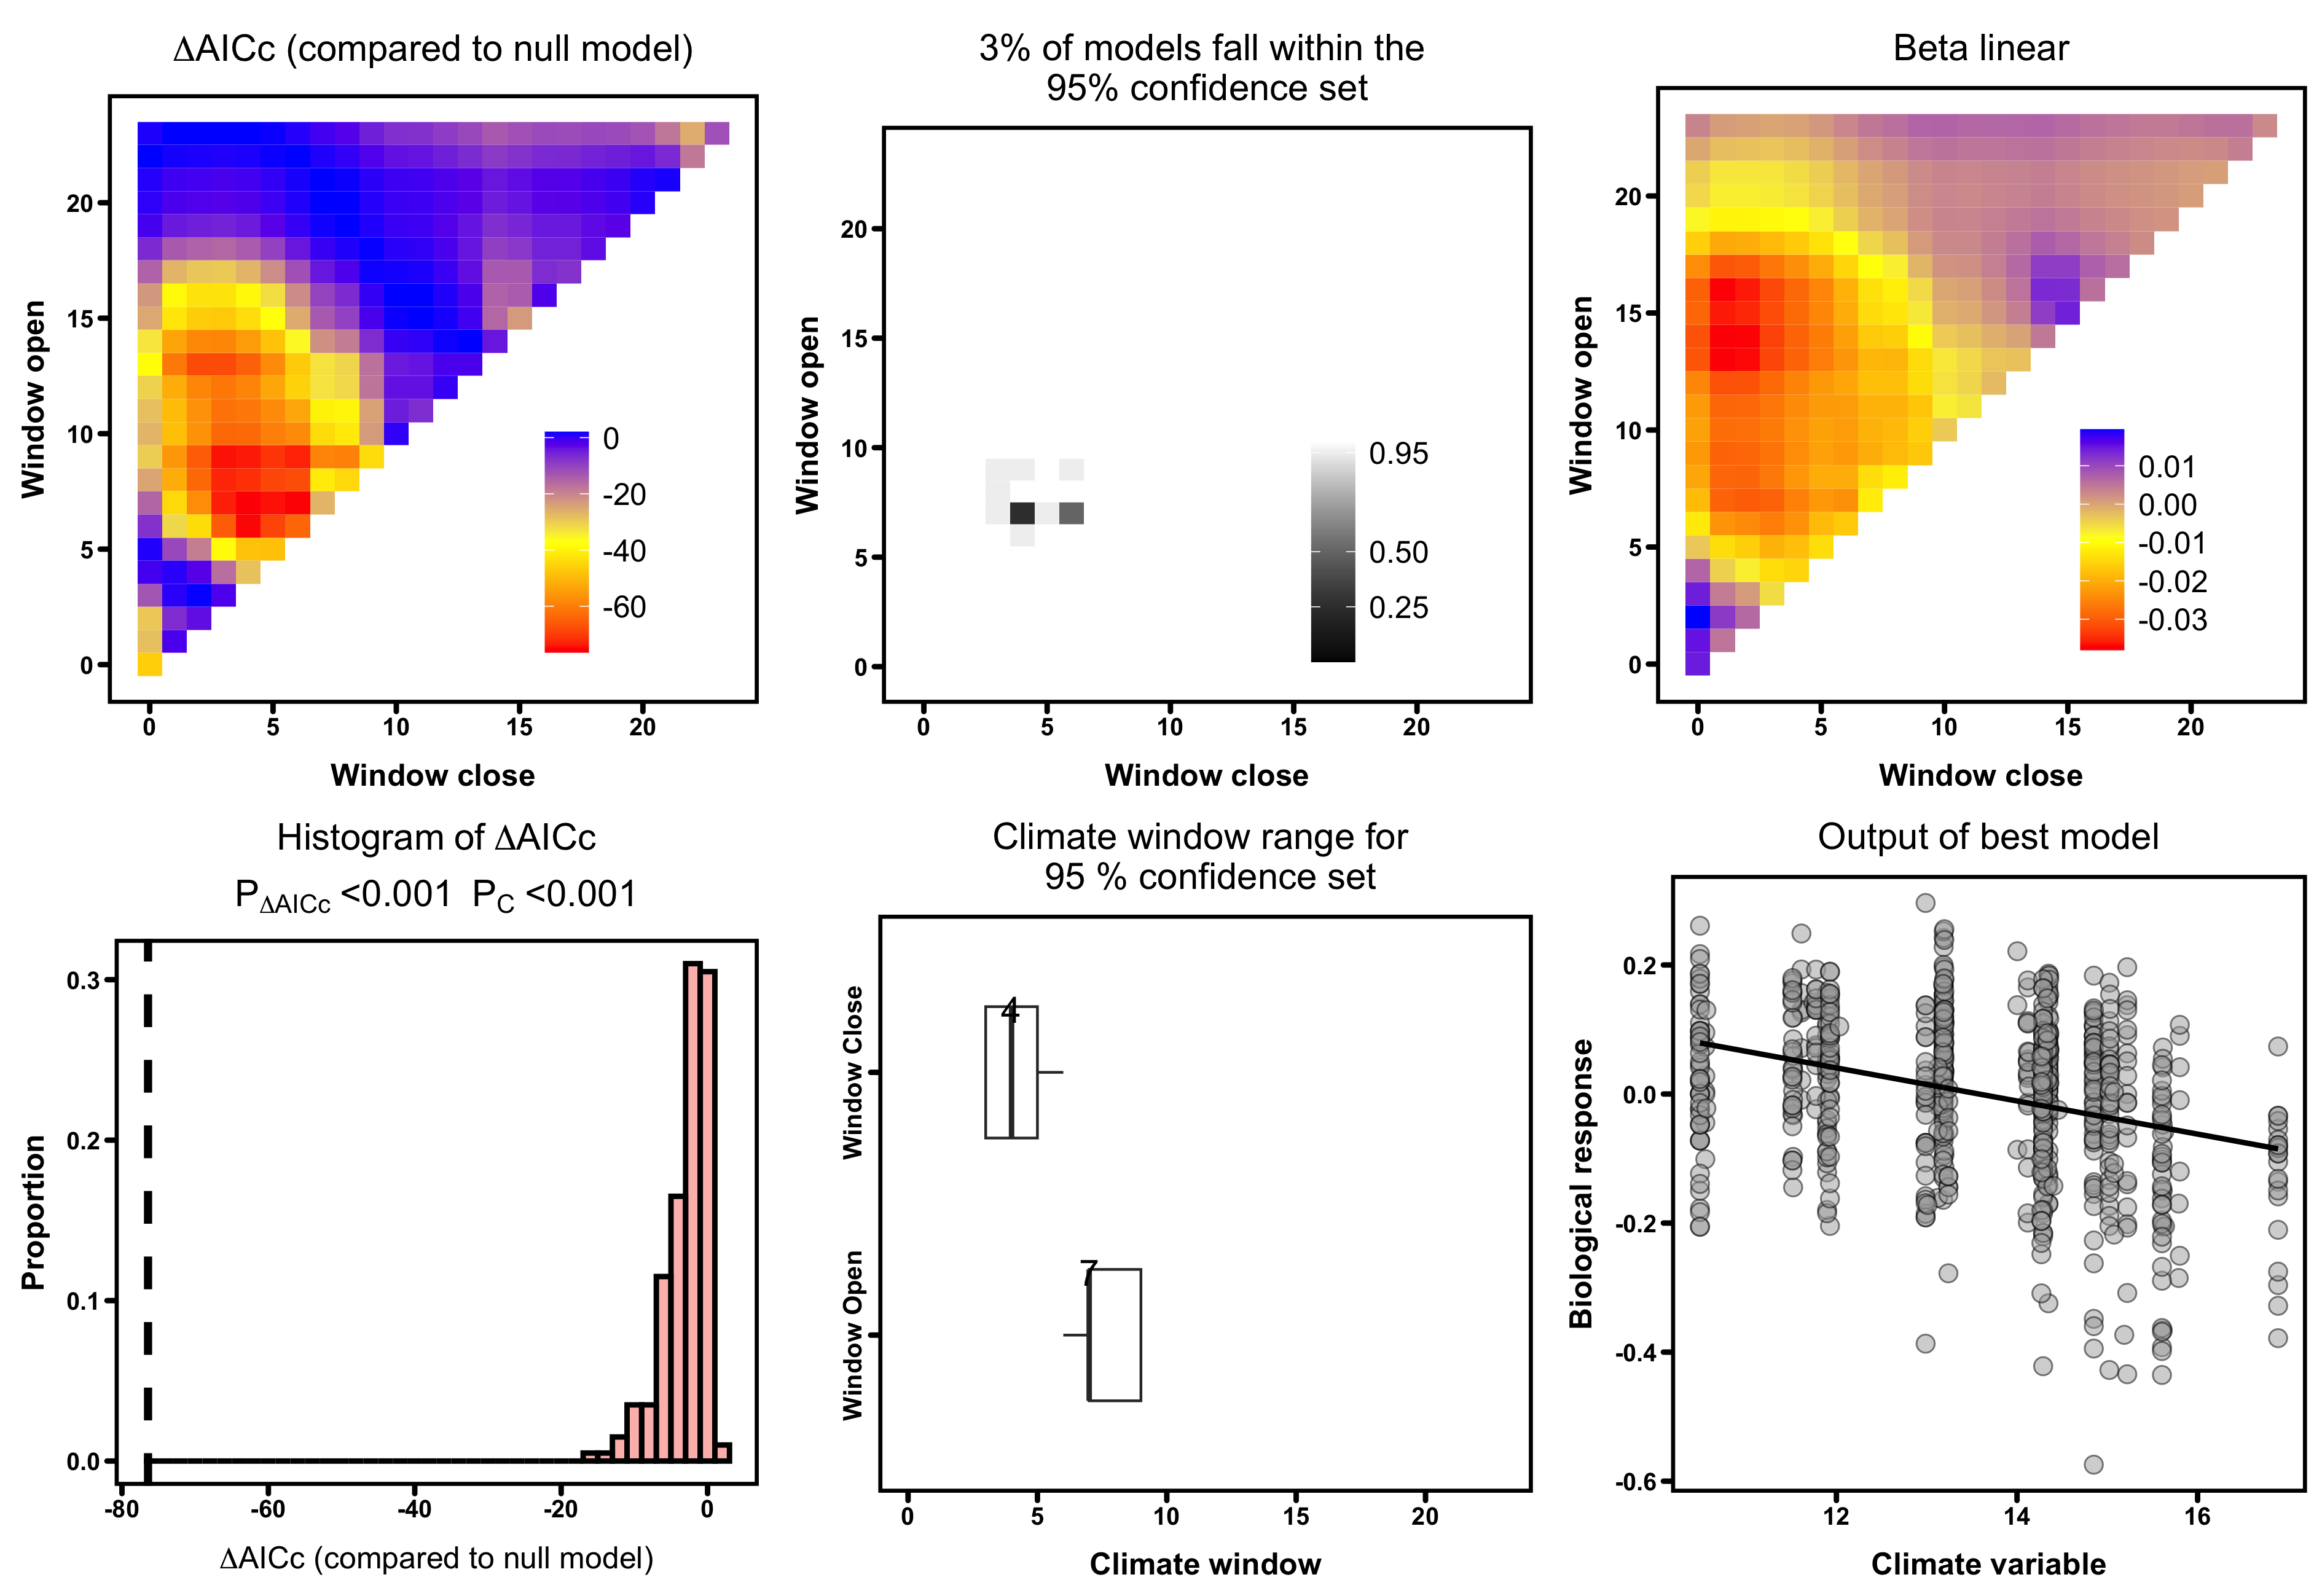 ΔAICc (compared to null model)
Window open
20
15
10
5
0
0
-20
-40
-60
0 5 10 15 20
Window close
3% of models fall within the
95% confidence set
Window open
20
15
10
5
0
0.95
0.50
0.25
0 5 10 15 20
Window close
Beta linear
Window open
20
15
10
5
0
0.01
0.00
-0.01
-0.02
-0.03
0 5 10 15 20
Window close
Histogram of ΔAICc
PΔAICc <0.001 PC <0.001
Proportion
0.3
0.2
0.1
0.0
-80 -60 -40 -20 0
ΔAICc (compared to null model)
Climate window range for
95 % confidence set
Window Close
4
Window Open
7
0 5 10 15 20
Climate window
Output of best model
Biological response
0.2
0.0
-0.2
-0.4
-0.6
12 14 16
Climate variable